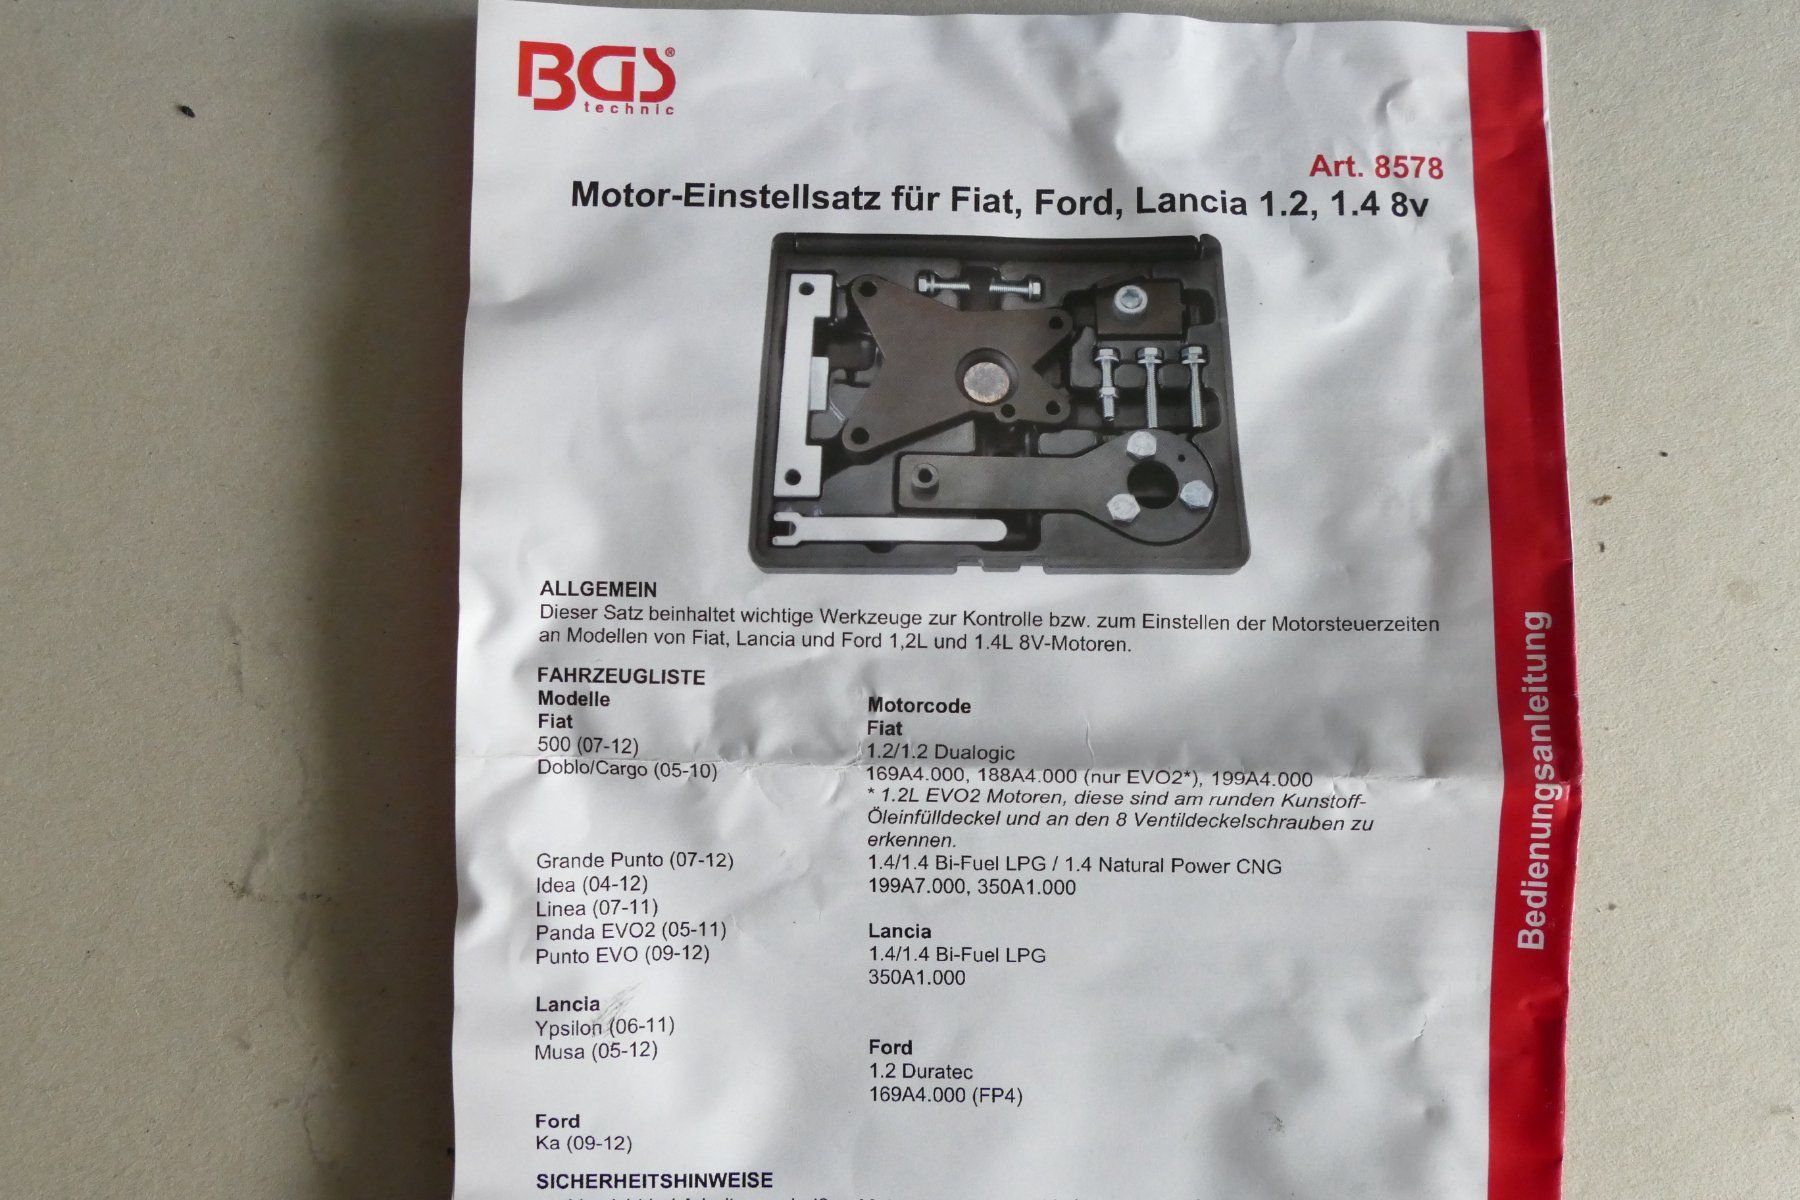 BGS®
technic
Art. 8578
Motor-Einstellsatz für Fiat, Ford, Lancia 1.2, 1.4 8v
ALLGEMEIN
Dieser Satz beinhaltet wichtige Werkzeuge zur Kontrolle bzw. zum Einstellen der Motorsteuerzeiten
an Modellen von Fiat, Lancia und Ford 1,2L und 1.4L 8V-Motoren.
FAHRZEUGLISTE
Modelle
Fiat
500 (07-12)
Doblo/Cargo (05-10)
Grande Punto (07-12)
Idea (04-12)
Linea (07-11)
Panda EVO2 (05-11)
Punto EVO (09-12)
Lancia
Ypsilon (06-11)
Musa (05-12)
Ford
Ka (09-12)
Motorcode
Fiat
1.2/1.2 Dualogic
169A4.000, 188A4.000 (nur EVO2*), 199A4.000
* 1.2L EVO2 Motoren, diese sind am runden Kunstoff-
Öleinfülldeckel und an den 8 Ventildeckelschrauben zu
erkennen.
1.4/1.4 Bi-Fuel LPG / 1.4 Natural Power CNG
199A7.000, 350A1.000
Lancia
1.4/1.4 Bi-Fuel LPG
350A1.000
Ford
1.2 Duratec
169A4.000 (FP4)
SICHERHEITSHINWEISE
Bedienungsanleitung